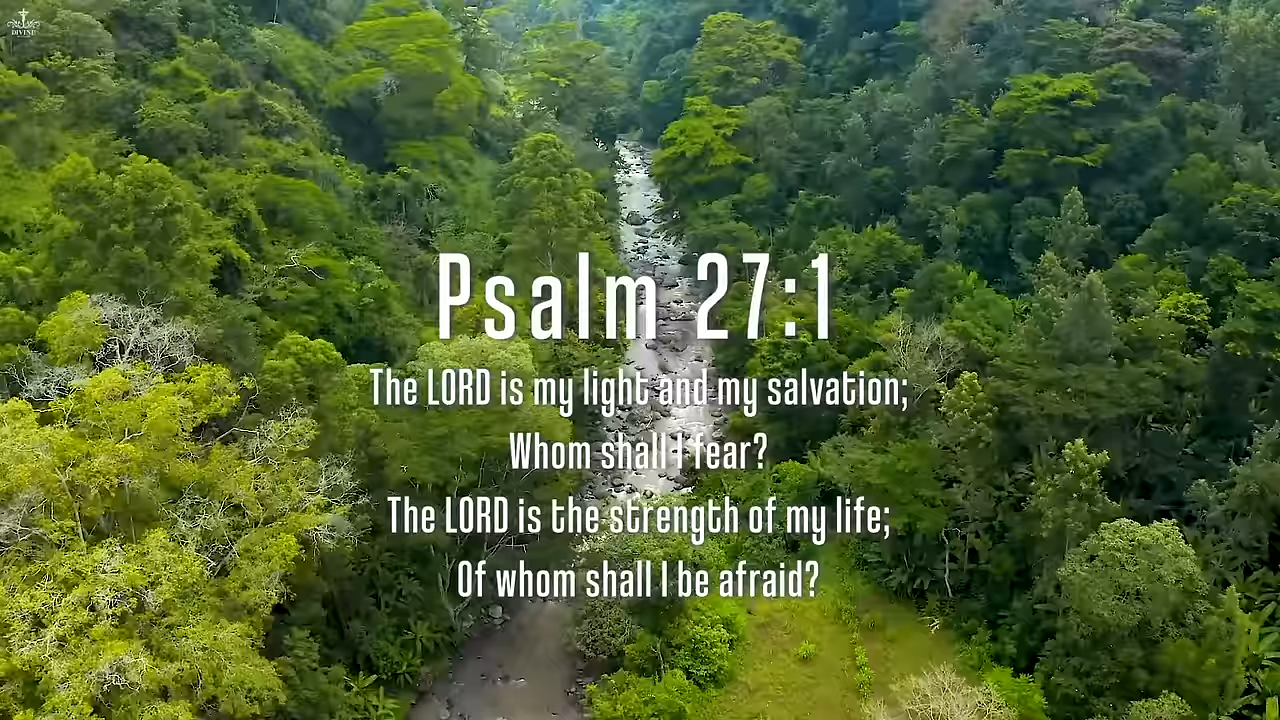 DIVINE
Psalm 27:1
The LORD is my light and my salvation;
Whom shall I fear?
The LORD is the strength of my life;
Of whom shall I be afraid?